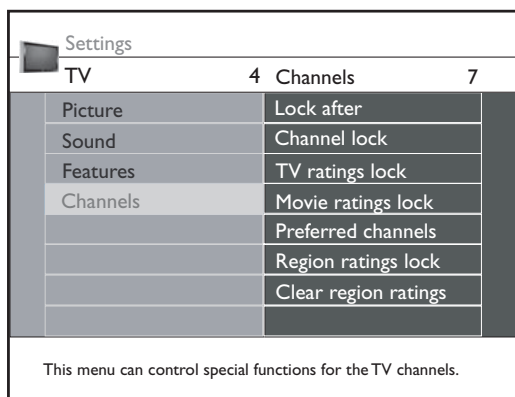 Settings
TV 4 Channels 7
Picture Lock after
Sound Channel lock
Features TV ratings lock
Channels Movie ratings lock
Preferred channels
Region ratings lock
Clear region ratings
This menu can control special functions for the TV channels.